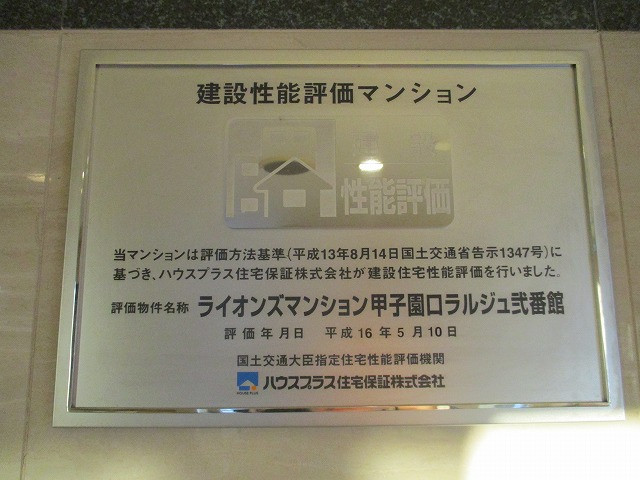 建設性能評価マンション
性能評価
当マンションは評価方法基準(平成13年8月14日国土交通省告示1347号)に
基づき、ハウスプラス住宅保証株式会社が建設住宅性能評価を行いました。
評価物件名称 ライオンズマンション甲子園口ラルジュ弐番館
評価年月日 平成16年5月10日
国土交通大臣指定住宅性能評価機関
ハウスプラス住宅保証株式会社